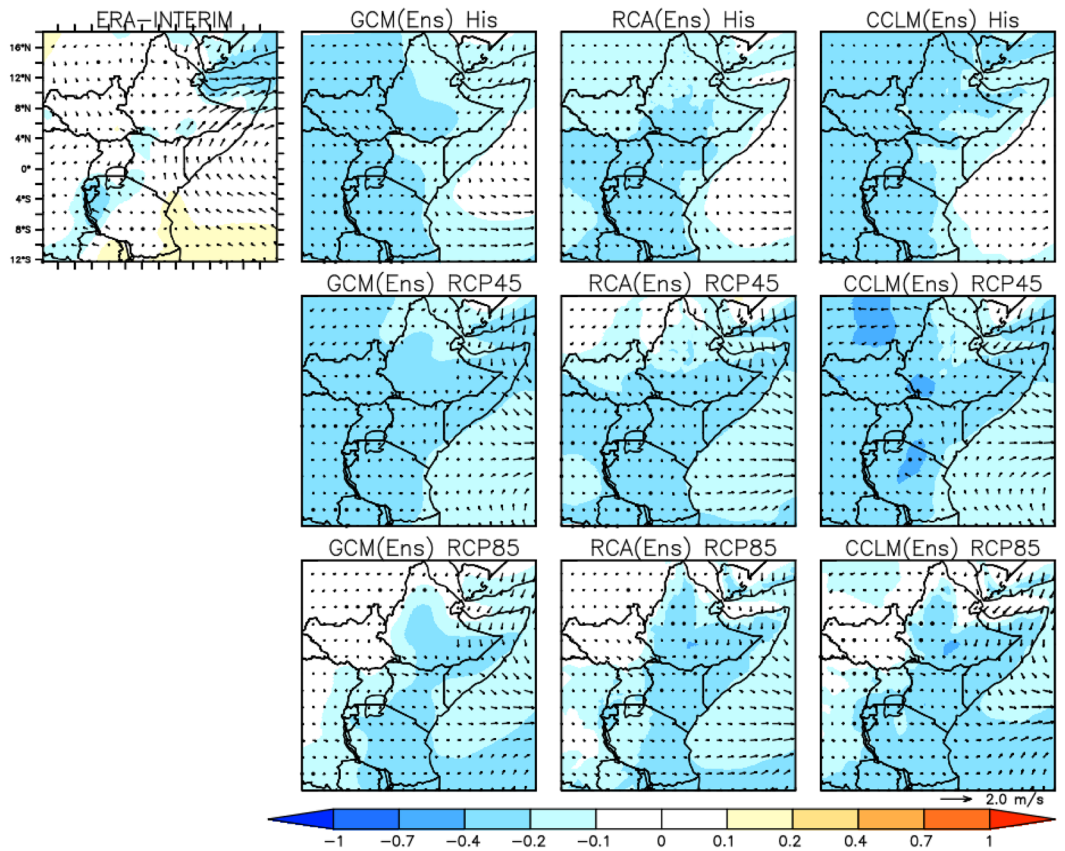 ERA-INTERIM GCM(Ens) His RCA(Ens) His CCLM(Ens) His
16°N
12°N
8°N
4°N
0°
4°S
8°S
12°S
GCM(Ens) RCP45 RCA(Ens) RCP45 CCLM(Ens) RCP45
GCM(Ens) RCP85 RCA(Ens) RCP85 CCLM(Ens) RCP85
2.0 m/s
-1 -0.7 -0.4 -0.2 -0.1 0 0.1 0.2 0.4 0.7 1